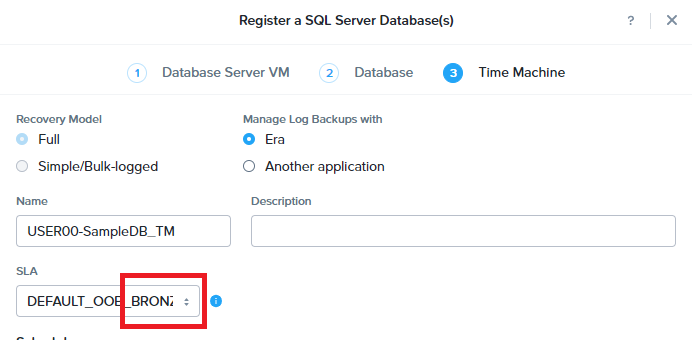 Register a SQL Server Database(s)
?
1 Database Server VM 2 Database 3 Time Machine
Recovery Model Manage Log Backups with
Full Era
Simple/Bulk-logged Another application
Name Description
USER00-SampleDB_TM
SLA
DEFAULT_OOB_BRONZ